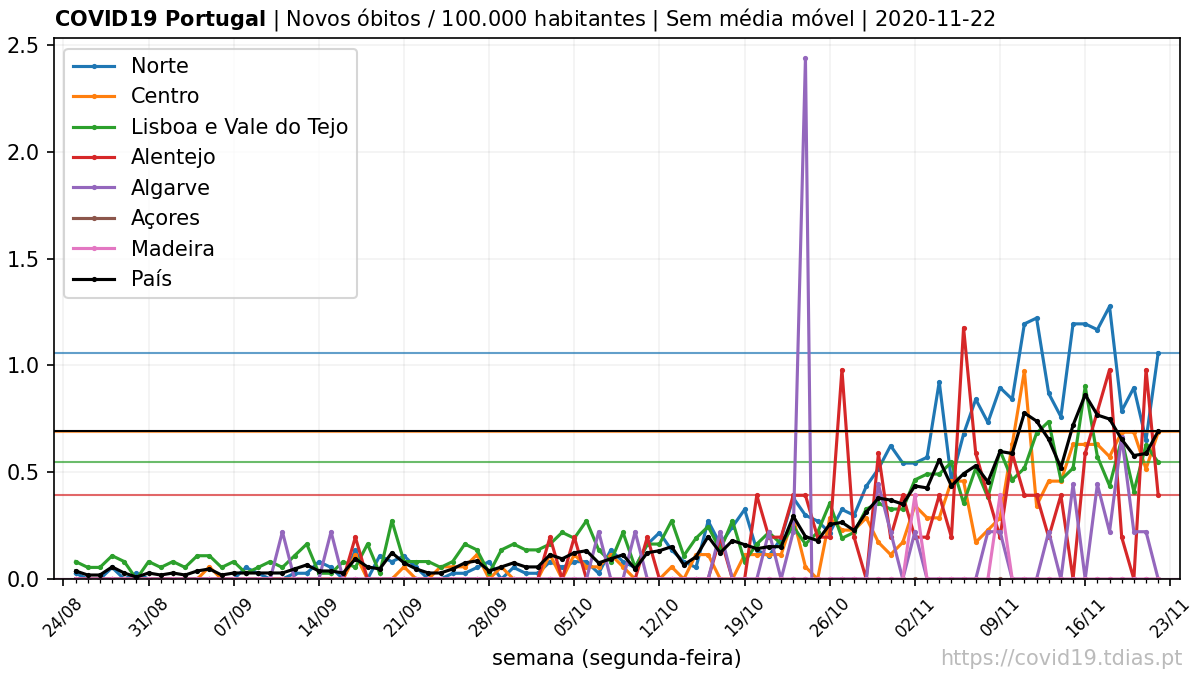 COVID19 Portugal | Novos óbitos / 100.000 habitantes | Sem média móvel | 2020-11-22
2.5
2.0
1.5
1.0
0.5
0.0
Norte
Centro
Lisboa e Vale do Tejo
Alentejo
Algarve
Açores
Madeira
País
24/08
31/08
07/09
14/09
21/09
28/09
05/10
12/10
19/10
26/10
02/11
09/11
16/11
23/11
semana (segunda-feira)
https://covid19.tdias.pt